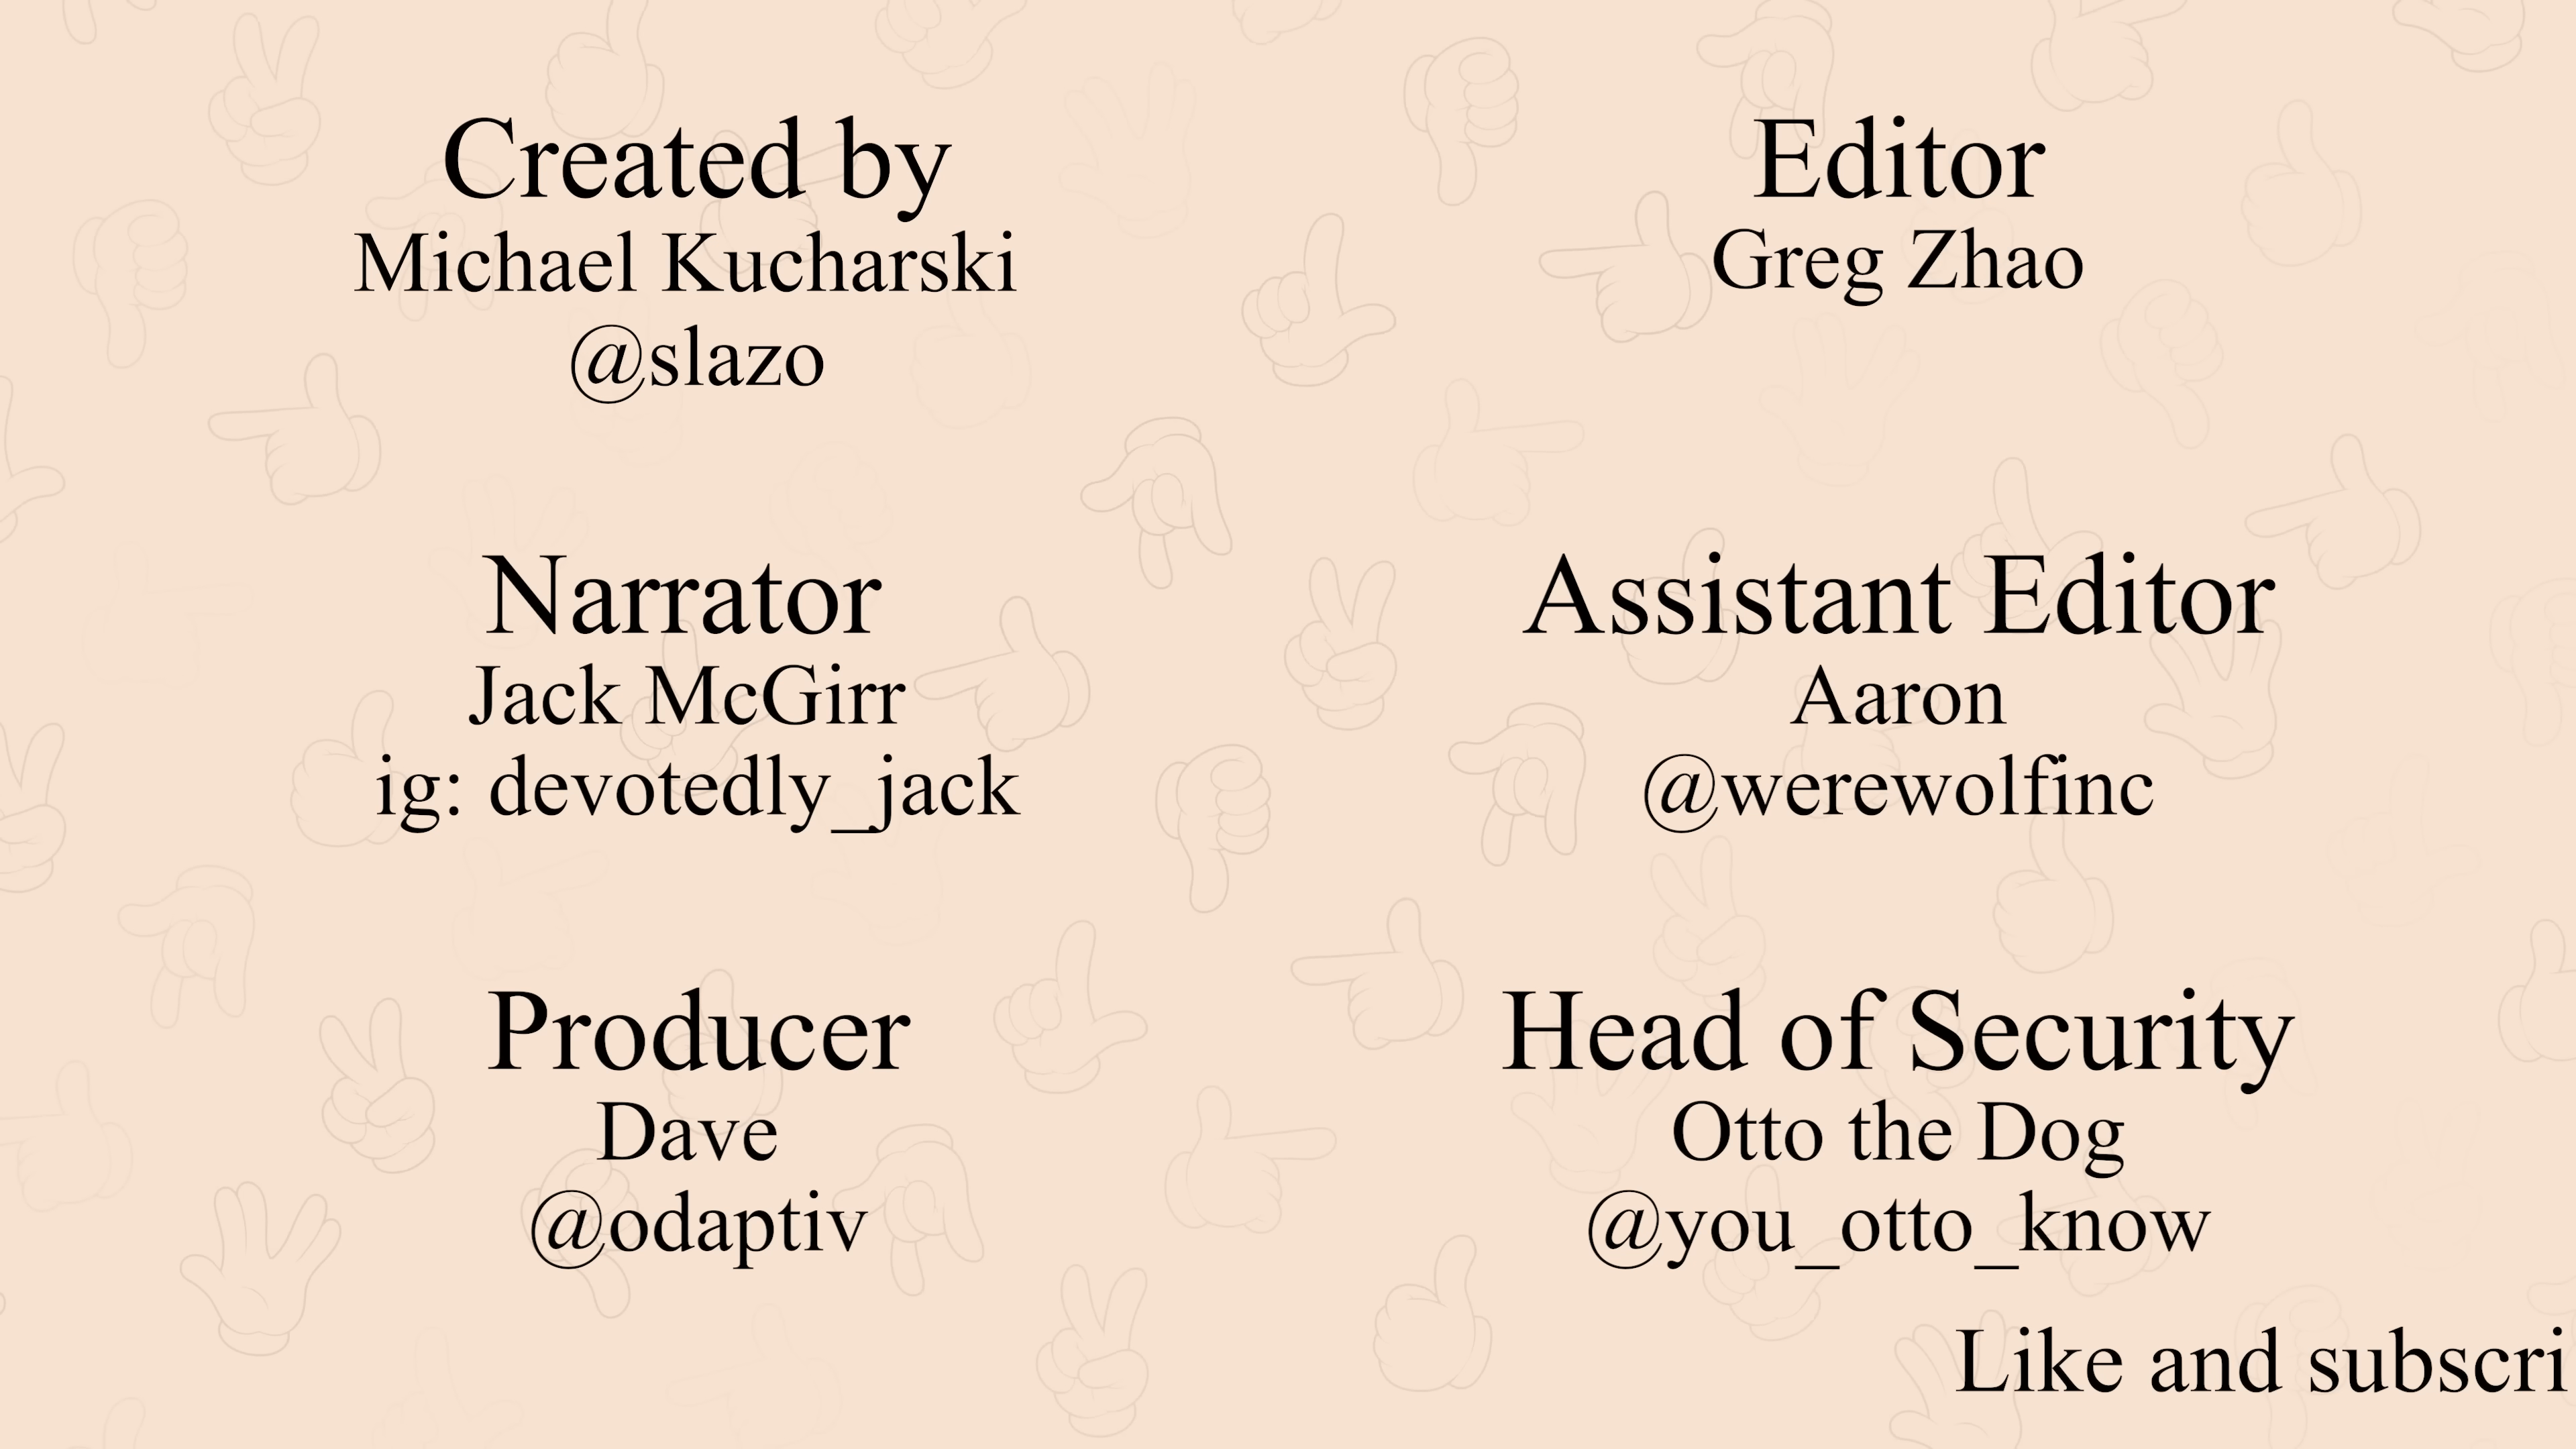 Created by
Michael Kucharski
@slazo
Editor
Greg Zhao
Narrator
Jack McGirr
ig: devotedly_jack
Assistant Editor
Aaron
@werewolfinc
Producer
Dave
@odaptiv
Head of Security
Otto the Dog
@you_otto_know
Like and subscri